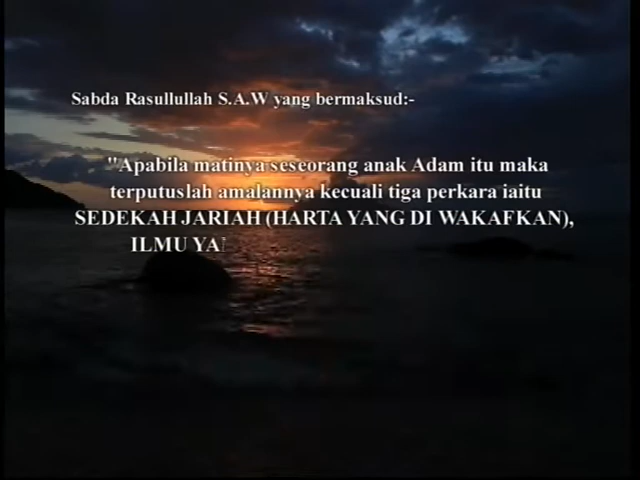 Sabda Rasullullah S.A.W yang bermaksud:-
"Apabila matinya seseorang anak Adam itu maka
terputuslah amalannya kecuali tiga perkara iaitu
SEDEKAH JARIAH (HARTA YANG DI WAKAFKAN),
ILMU